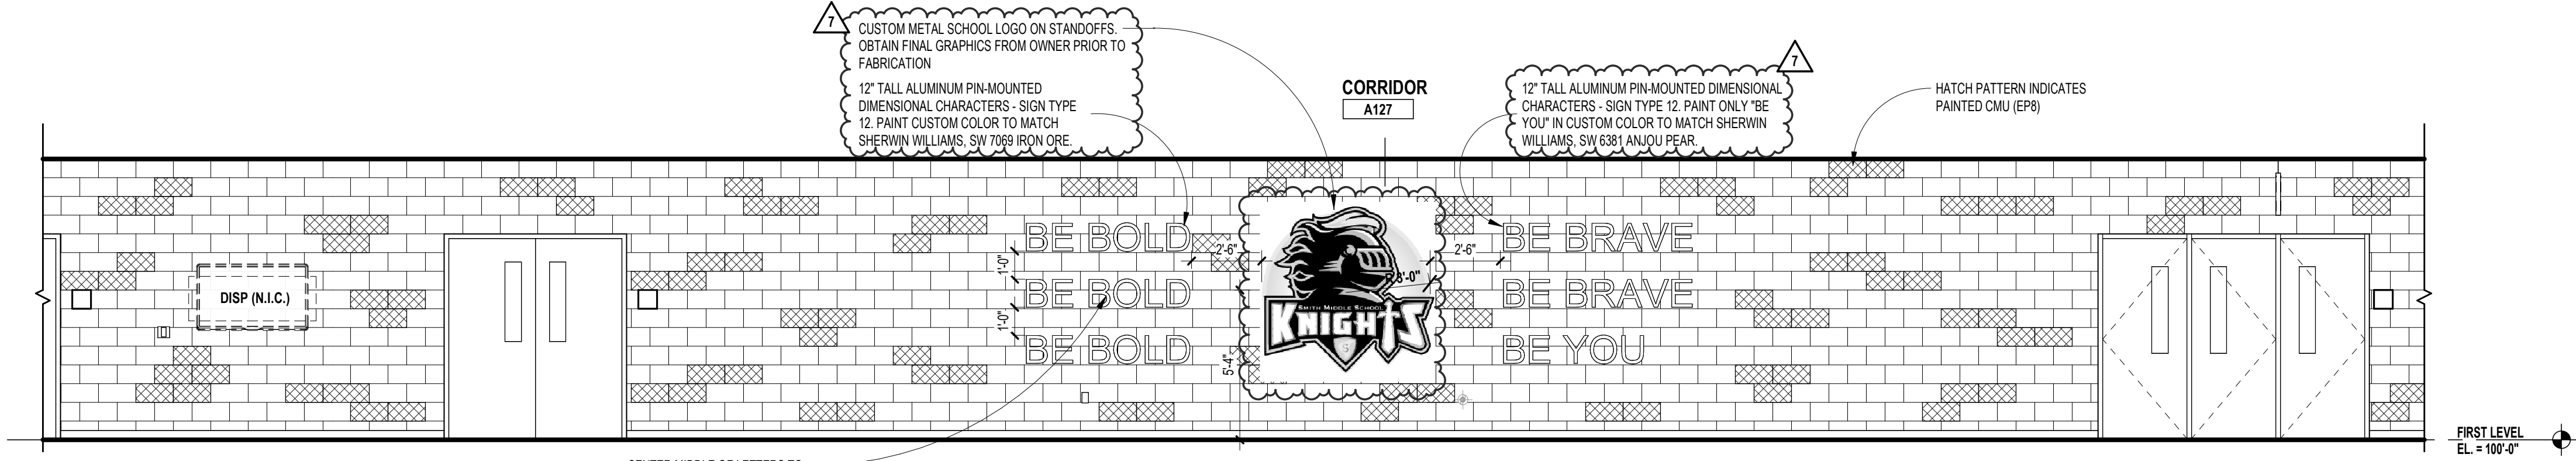 7
CUSTOM METAL SCHOOL LOGO ON STANDOFFS.
OBTAIN FINAL GRAPHICS FROM OWNER PRIOR TO
FABRICATION
12" TALL ALUMINUM PIN-MOUNTED
DIMENSIONAL CHARACTERS - SIGN TYPE
12. PAINT CUSTOM COLOR TO MATCH
SHERWIN WILLIAMS, SW 7069 IRON ORE.
CORRIDOR
A127
7
12" TALL ALUMINUM PIN-MOUNTED DIMENSIONAL
CHARACTERS - SIGN TYPE 12. PAINT ONLY "BE
YOU" IN CUSTOM COLOR TO MATCH SHERWIN
WILLIAMS, SW 6381 ANJOU PEAR.
HATCH PATTERN INDICATES
PAINTED CMU (EP8)
DISP (N.I.C.)
BE BOLD
BE BOLD
BE BOLD
1'-0"
1'-0"
2'-6"
5'-4"
3'-0"
SMITH MIDDLE SCHOOL
KNIGHTS
S
2'-6"
BE BRAVE
BE BRAVE
BE YOU
FIRST LEVEL
EL. = 100'-0"